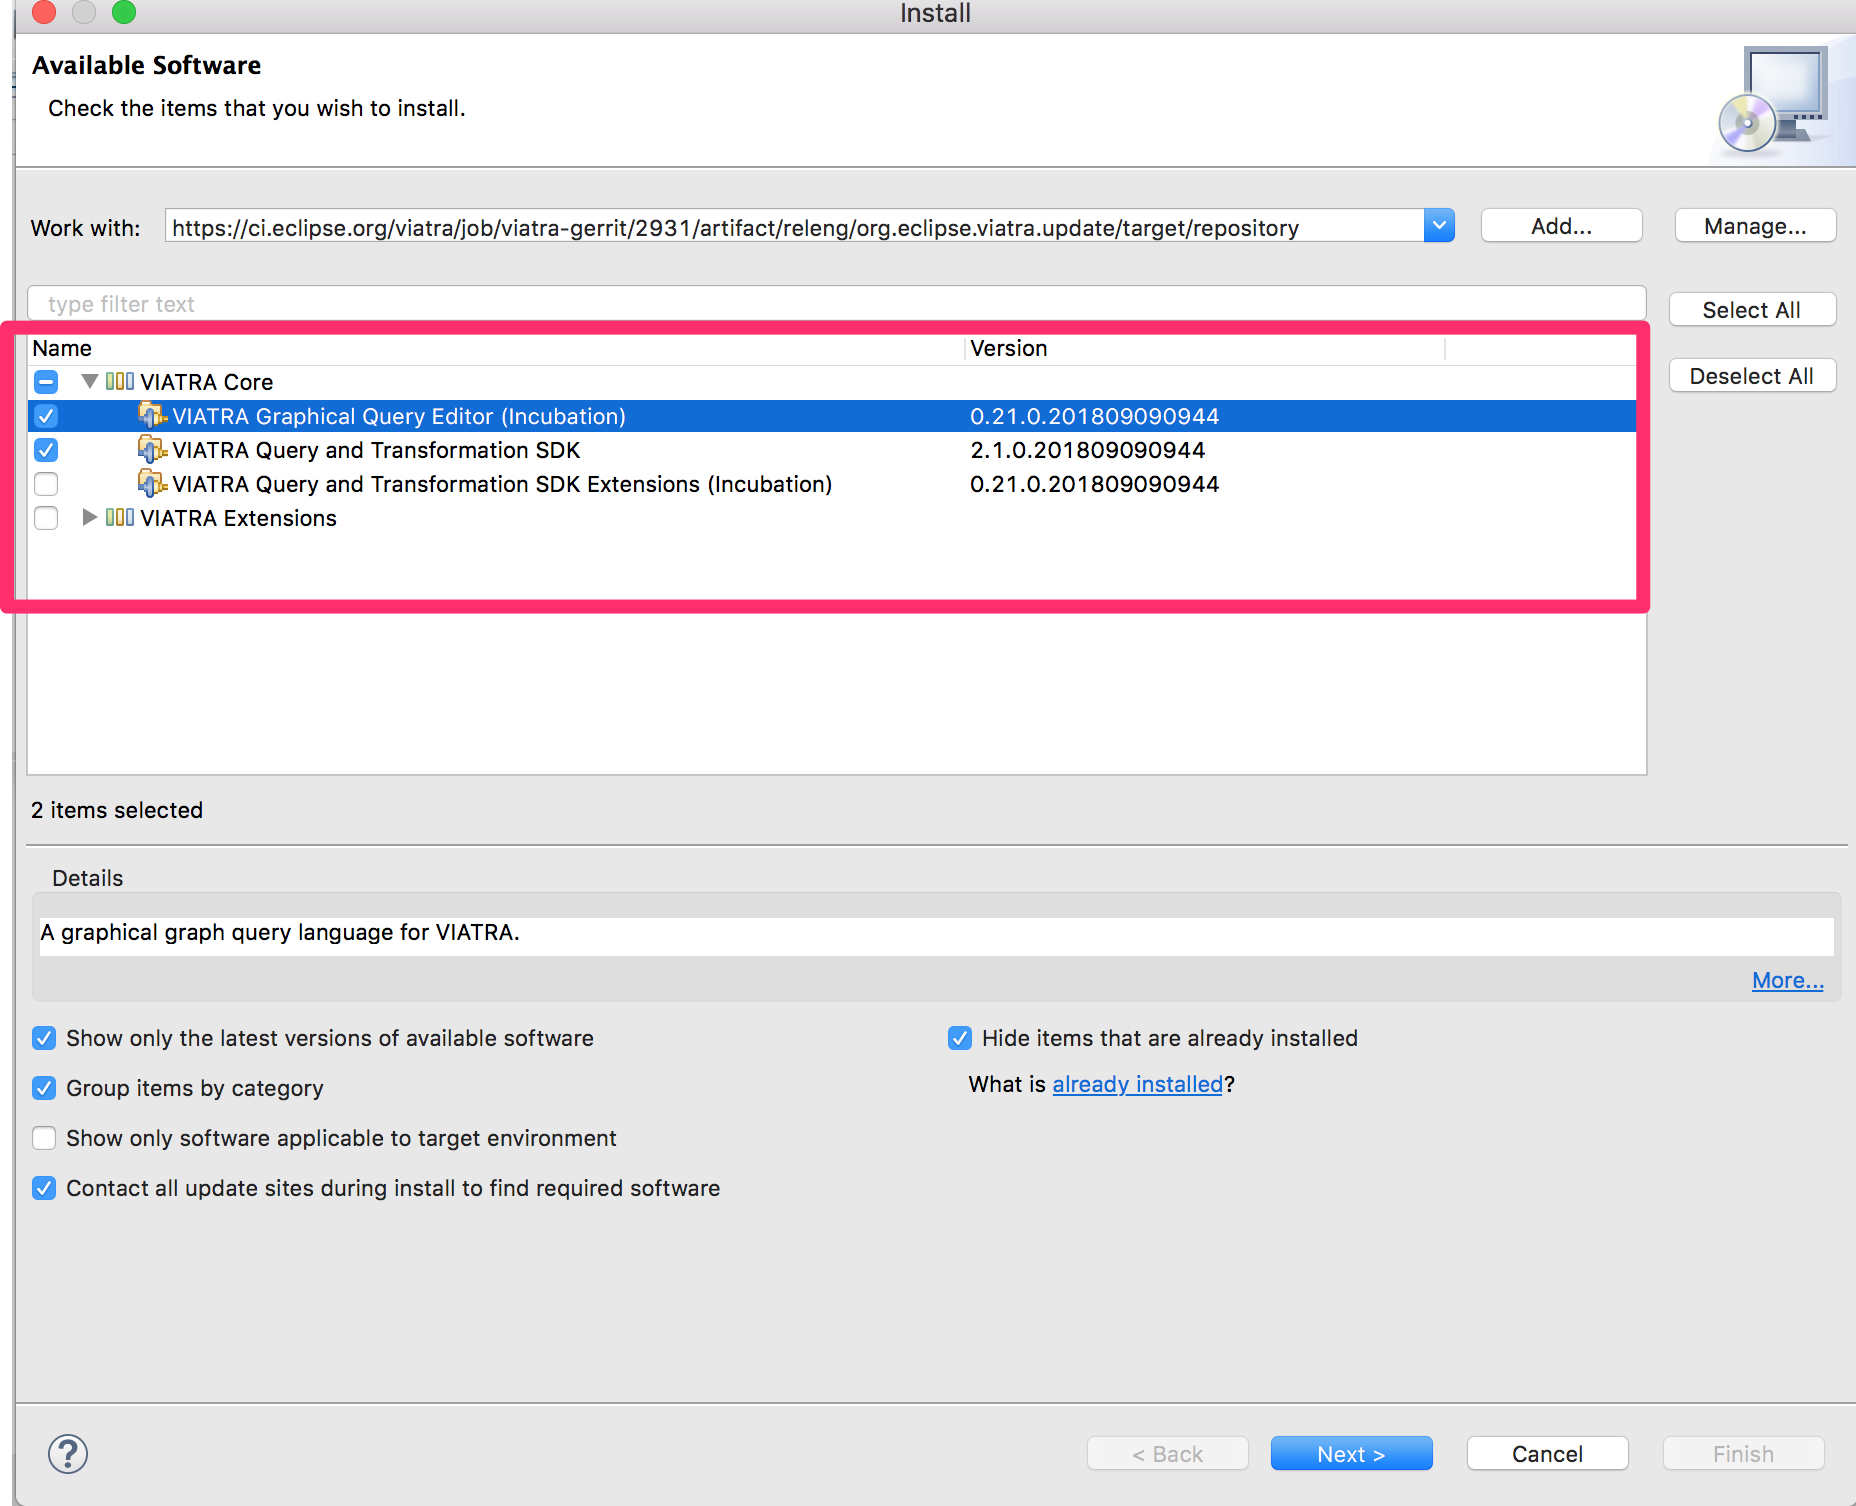 Install
Available Software
Check the items that you wish to install.
Work with: https://ci.eclipse.org/viatra/job/viatra-gerrit/2931/artifact/releng/org.eclipse.viatra.update/target/repository Add... Manage...
type filter text
Select All
Name Version
Deselect All
VIATRA Core
VIATRA Graphical Query Editor (Incubation) 0.21.0.201809090944
VIATRA Query and Transformation SDK 2.1.0.201809090944
VIATRA Query and Transformation SDK Extensions (Incubation) 0.21.0.201809090944
VIATRA Extensions
2 items selected
Details
A graphical graph query language for VIATRA.
More...
Show only the latest versions of available software Hide items that are already installed
Group items by category What is already installed?
Show only software applicable to target environment
Contact all update sites during install to find required software
? < Back Next > Cancel Finish